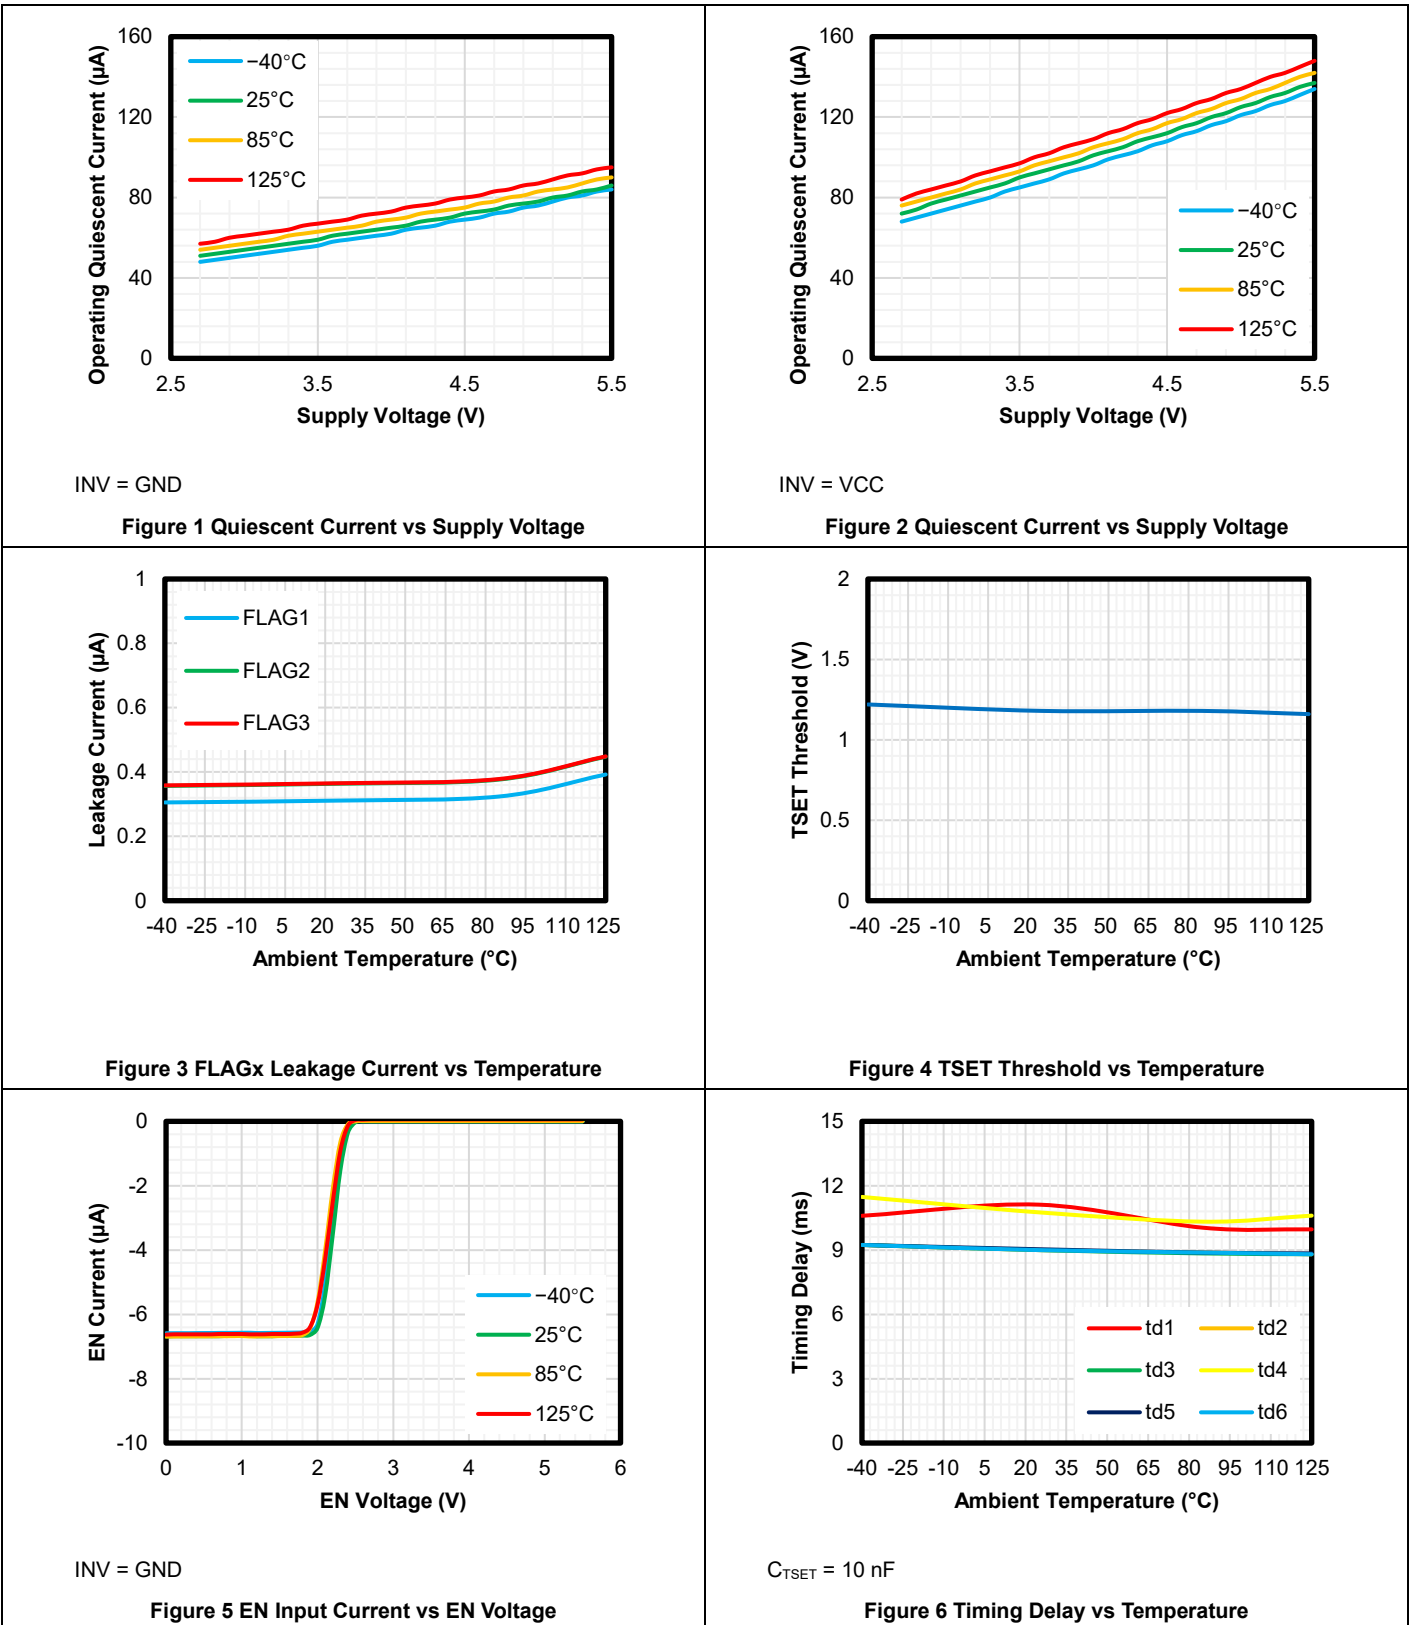 160
120
80
40
0
Operating Quiescent Current (µA)
−40°C
25°C
85°C
125°C
2.5 3.5 4.5 5.5
Supply Voltage (V)
INV = GND
Figure 1 Quiescent Current vs Supply Voltage
160
120
80
40
0
Operating Quiescent Current (µA)
−40°C
25°C
85°C
125°C
2.5 3.5 4.5 5.5
Supply Voltage (V)
INV = VCC
Figure 2 Quiescent Current vs Supply Voltage
1
0.8
0.6
0.4
0.2
0
Leakage Current (µA)
FLAG1
FLAG2
FLAG3
-40 -25 -10 5 20 35 50 65 80 95 110 125
Ambient Temperature (°C)
Figure 3 FLAGx Leakage Current vs Temperature
2
1.5
1
0.5
0
TSET Threshold (V)
-40 -25 -10 5 20 35 50 65 80 95 110 125
Ambient Temperature (°C)
Figure 4 TSET Threshold vs Temperature
0
-2
-4
-6
-8
-10
EN Current (µA)
−40°C
25°C
85°C
125°C
0 1 2 3 4 5 6
EN Voltage (V)
INV = GND
Figure 5 EN Input Current vs EN Voltage
15
12
9
6
3
0
Timing Delay (ms)
td1 td2
td3 td4
td5 td6
-40 -25 -10 5 20 35 50 65 80 95 110 125
Ambient Temperature (°C)
CTSET = 10 nF
Figure 6 Timing Delay vs Temperature